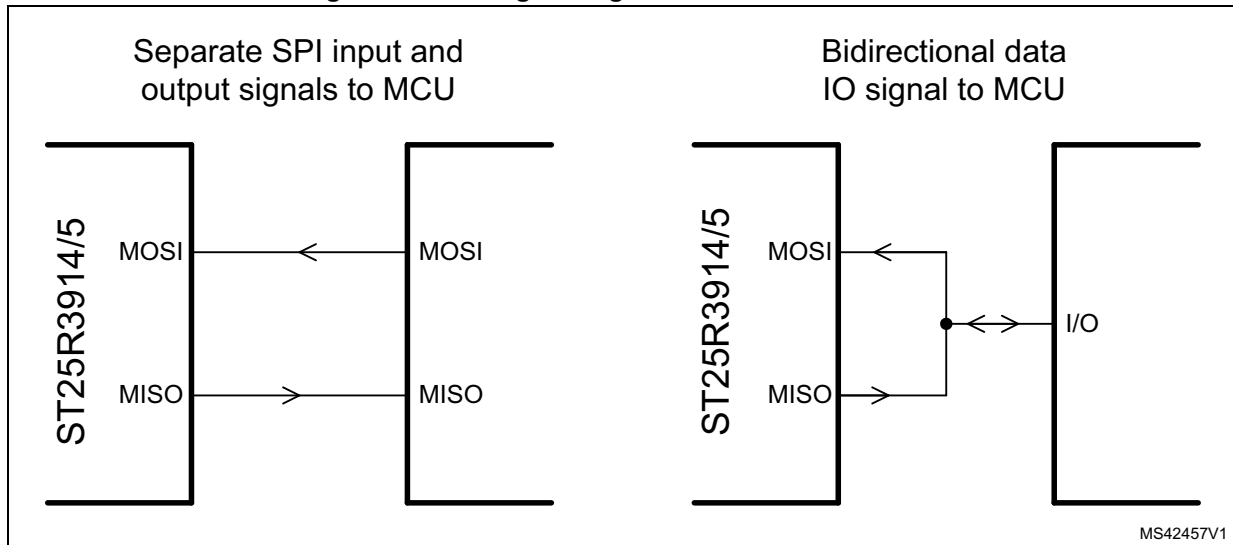 Separate SPI input and
output signals to MCU
ST25R3914/5
MOSI
MISO
MOSI
MISO
Bidirectional data
IO signal to MCU
ST25R3914/5
MOSI
MISO
I/O
MS42457V1